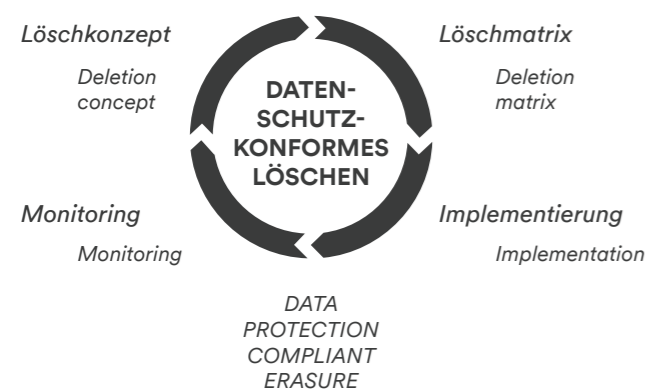 Löschkonzept
Deletion
concept
Löschmatrix
Deletion
matrix
DATEN-
SCHUTZ-
KONFORMES
LÖSCHEN
Monitoring
Monitoring
Implementierung
Implementation
DATA
PROTECTION
COMPLIANT
ERASURE